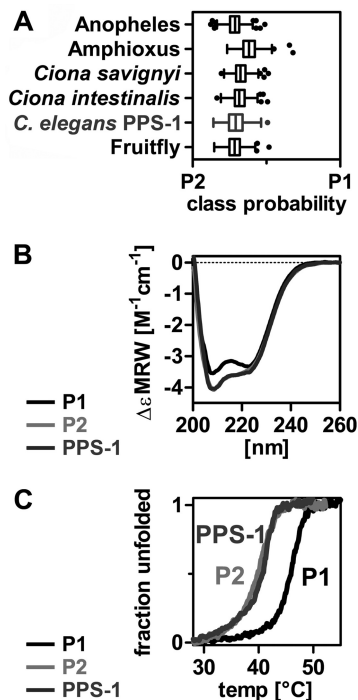 A
Anopheles
Amphioxus
Ciona savignyi
Ciona intestinalis
C. elegans PPS-1
Fruitfly
P2 P1
class probability
B
ΔεMRW [M⁻¹cm⁻¹]
0
-1
-2
-3
-4
200 220 240 260
[nm]
P1
P2
PPS-1
C
fraction unfolded
1
0
PPS-1
P2 P1
30 40 50
temp [°C]
P1
P2
PPS-1